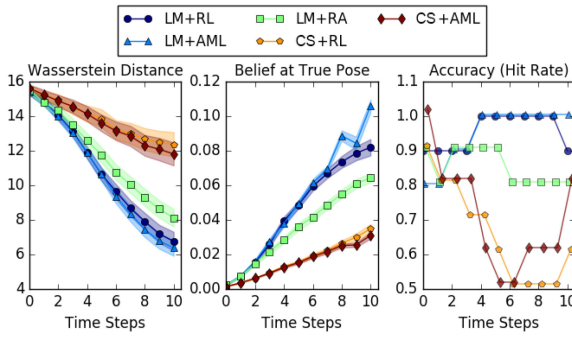 LM+RL LM+RA CS+AML
LM+AML CS+RL
Wasserstein Distance Belief at True Pose Accuracy (Hit Rate)
16
14
12
10
8
6
4
0 2 4 6 8 10
Time Steps
0.12
0.10
0.08
0.06
0.04
0.02
0.00
0 2 4 6 8 10
Time Steps
1.1
1.0
0.9
0.8
0.7
0.6
0.5
0 2 4 6 8 10
Time Steps